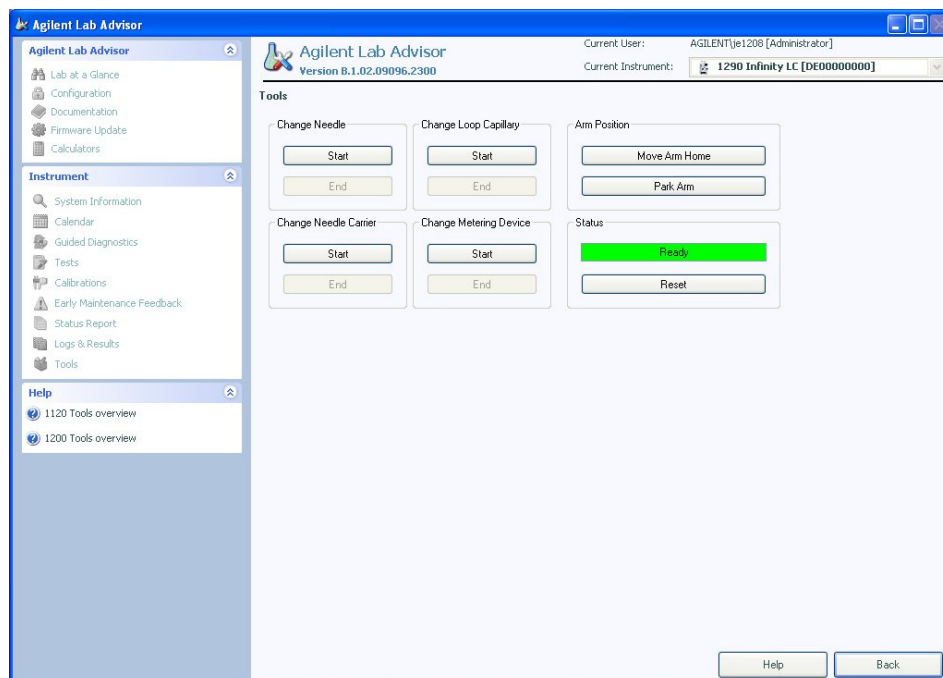 Agilent Lab Advisor
Agilent Lab Advisor
Lab at a Glance
Configuration
Documentation
Firmware Update
Calculators
Instrument
System Information
Calendar
Guided Diagnostics
Tests
Calibrations
Early Maintenance Feedback
Status Report
Logs & Results
Tools
Help
1120 Tools overview
1200 Tools overview
Agilent Lab Advisor
Version B.1.02.09096.2300
Current User: AGILENT\je1208 [Administrator]
Current Instrument: 1290 Infinity LC [DE00000000]
Tools
Change Needle
Start
End
Change Loop Capillary
Start
End
Arm Position
Move Arm Home
Park Arm
Change Needle Carrier
Start
End
Change Metering Device
Start
End
Status
Ready
Reset
Help
Back